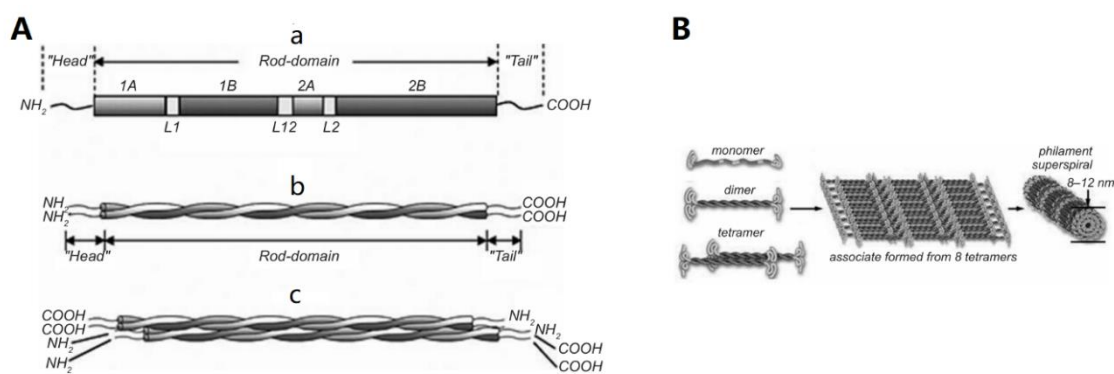 A
a
"Head"
Rod-domain
"Tail"
1A 1B 2A 2B
NH2
COOH
L1 L12 L2
b
NH2
NH2
COOH
COOH
"Head"
Rod-domain
"Tail"
c
COOH
COOH
NH2
NH2
NH2
NH2
COOH
COOH
B
monomer
dimer
tetramer
associate formed from 8 tetramers
philament
superspiral
8–12 nm